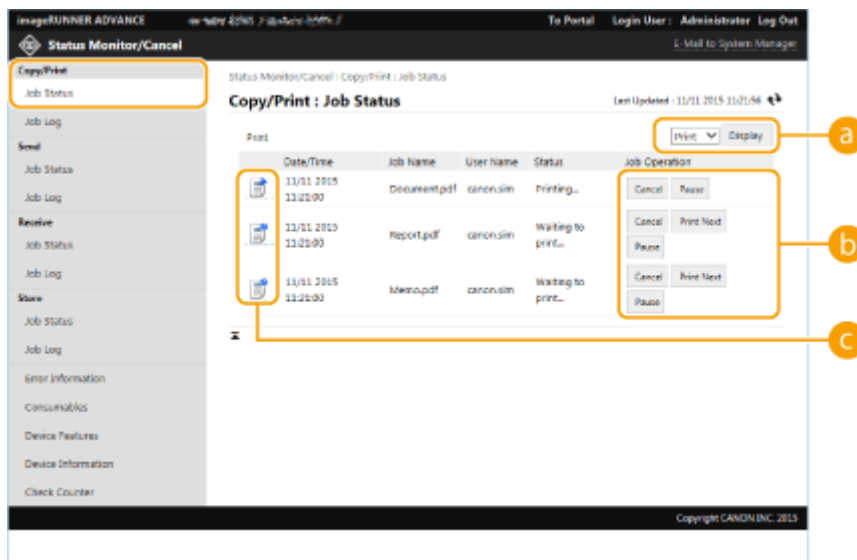 imageRUNNER ADVANCE
To Portal Login User : Administrator Log Out
Status Monitor/Cancel
E-Mail to System Manager
Copy/Print
Job Status
Job Log
Send
Job Status
Job Log
Receive
Job Status
Job Log
Store
Job Status
Job Log
Error Information
Consumables
Device Features
Device Information
Check Counter
Status Monitor/Cancel : Copy/Print : Job Status
Copy/Print : Job Status
Last Updated : 11/11 2015 11:21:56
Print
Print Display
a
Date/Time Job Name User Name Status Job Operation
11/11 2015
11:21:00
Document.pdf canon.sim Printing...
Cancel Pause
11/11 2015
11:21:00
Report.pdf canon.sim Waiting to
print...
Cancel Print Next
Pause
b
11/11 2015
11:21:00
Memo.pdf canon.sim Waiting to
print...
Cancel Print Next
Pause
c
Copyright CANON INC. 2015